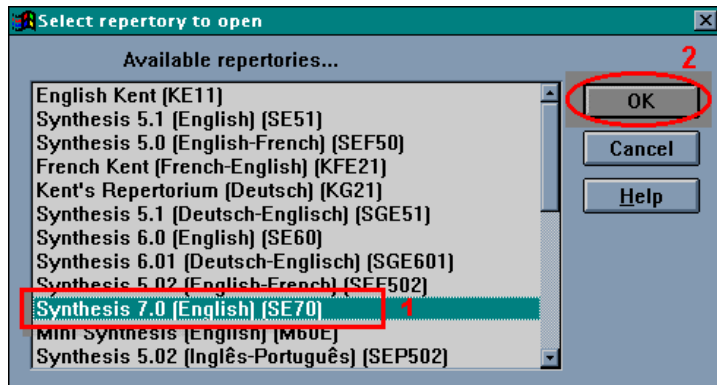 Select repertory to open
Available repertories...
2
English Kent (KE11)
Synthesis 5.1 (English) (SE51)
Synthesis 5.0 (English-French) (SEF50)
French Kent (French-English) (KFE21)
Kent's Repertorium (Deutsch) (KG21)
Synthesis 5.1 (Deutsch-Englisch) (SGE51)
Synthesis 6.0 (English) (SE60)
Synthesis 6.01 (Deutsch-Englisch) (SGE601)
Synthesis 5.02 (English-French) (SEF502)
Synthesis 7.0 (English) (SE70) 1
Mini Synthesis (English) (M60E)
Synthesis 5.02 (Inglês-Português) (SEP502)
OK
Cancel
Help